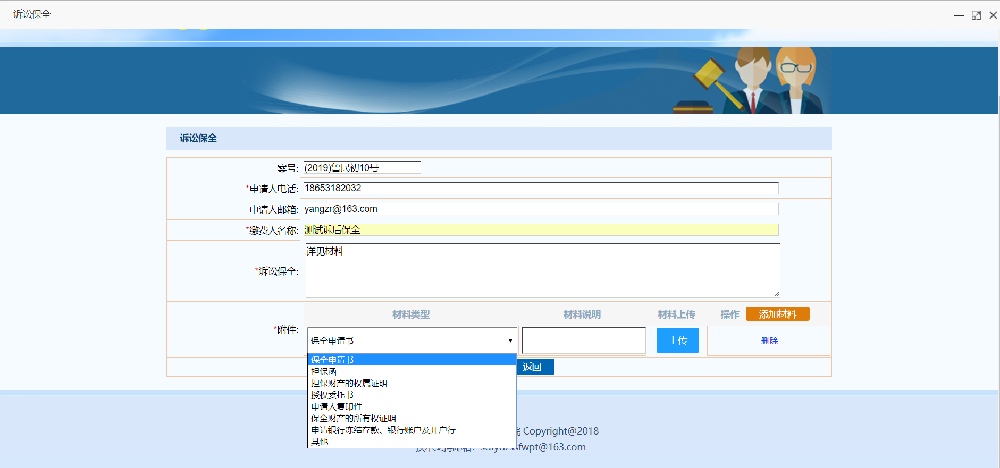 诉讼保全
诉讼保全
案号: (2019)鲁民初10号
*申请人电话: 18653182032
申请人邮箱: yangzr@163.com
*缴费人名称: 测试诉后保全
*诉讼保全: 详见材料
材料类型 材料说明 材料上传 操作 添加材料
*附件: 保全申请书 上传 删除
保全申请书
担保函
担保财产的权属证明
授权委托书
申请人复印件
保全财产的所有权证明
申请银行冻结存款、银行账户及开户行
其他
返回
院 Copyright@2018
技术支持邮箱: sdfydzssfwpt@163.com